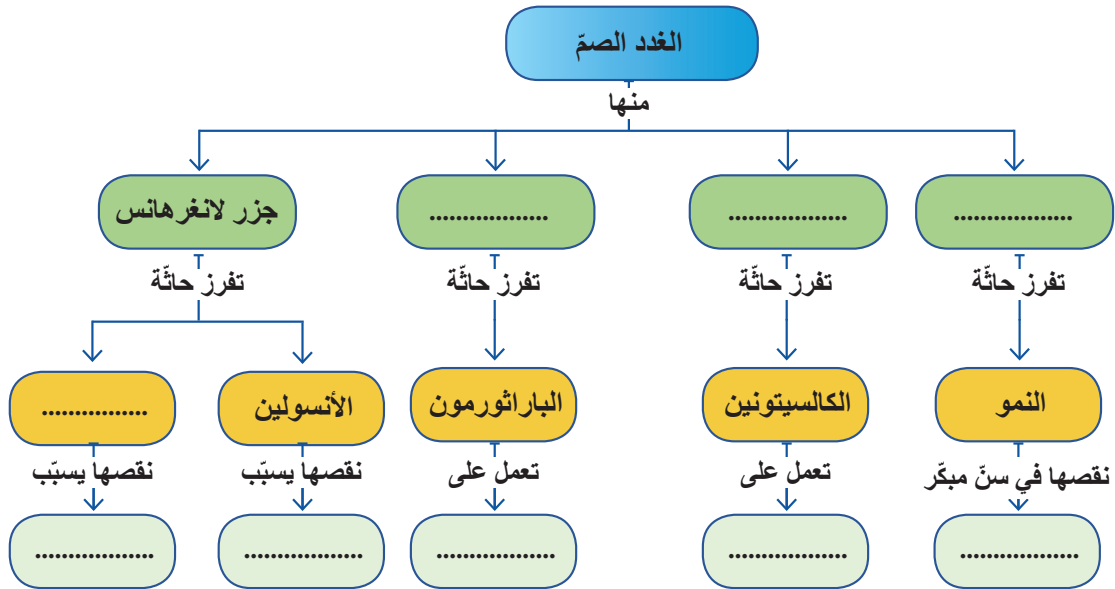 الغدد الصمّ
منها
.................. .................. .................. جزر لانغرهانس
تفرز حاثّة تفرز حاثّة تفرز حاثّة تفرز حاثّة
النمو الكالسيتونين الباراثورمون الأنسولين ................
نقصها في سنّ مبكّر تعمل على تعمل على نقصها يسبّب نقصها يسبّب
.................. .................. .................. .................. ..................